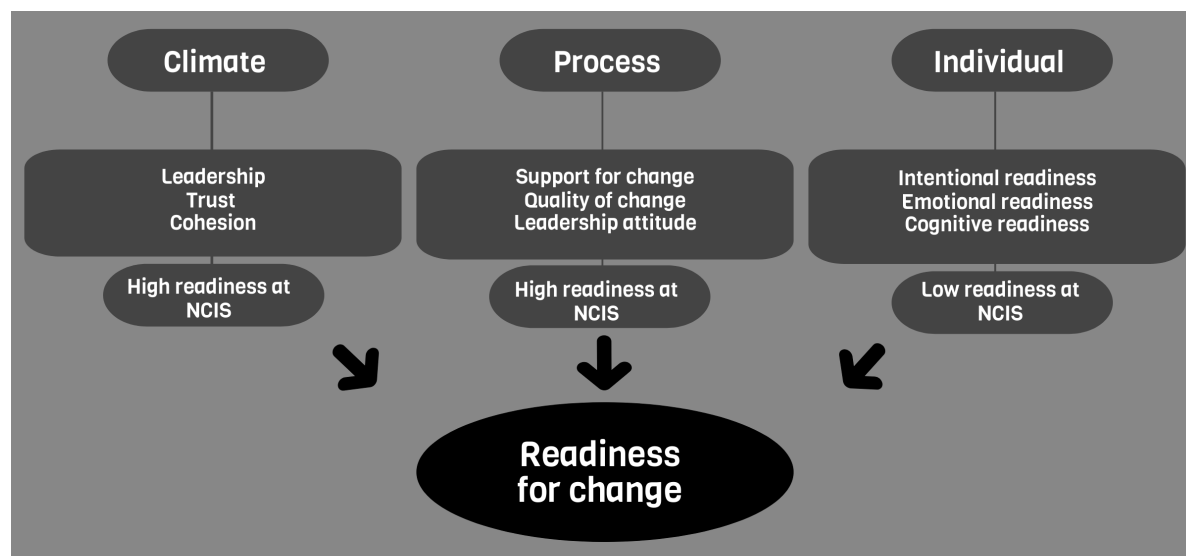 Climate
Leadership
Trust
Cohesion
High readiness at
NCIS
Process
Support for change
Quality of change
Leadership attitude
High readiness at
NCIS
Individual
Intentional readiness
Emotional readiness
Cognitive readiness
Low readiness at
NCIS
Readiness
for change